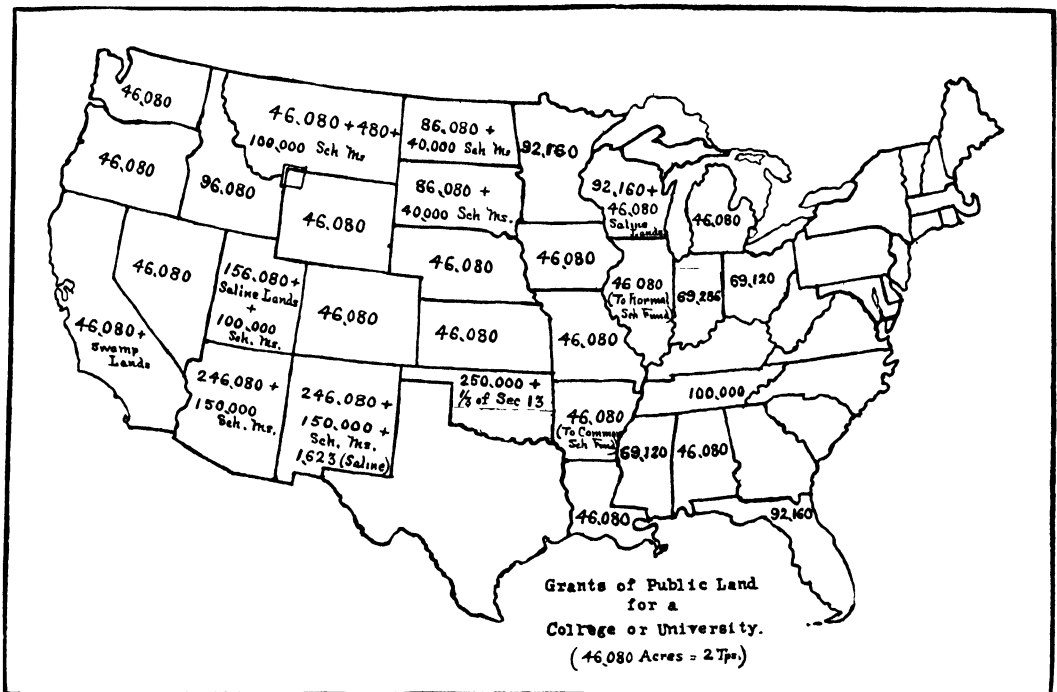 46,080
46,080
96,080
46,080+480+
100,000 Sch Ms
86,080 +
40,000 Sch Ms
86,080 +
40,000 Sch Ms.
92,160
92,160+
46,080
Saline
Lands
46,080
46,080
46,080
156,080+
Saline Lands
+
100,000
Sch. Ms.
46,080
46,080
46,080
46,080
46 080
(To Normal
Sch Fund)
69,286
69,120
46,080+
Swamp
Lands
46,080
246,080+
150,000
Sch. Ms.
246,080+
150,000 +
Sch. Ms.
1,623 (Saline)
250,000 +
⅓ of Sec 13
46,080
(To Common
Sch Fund)
100,000
69,120
46,080
46,080
92,160
Grants of Public Land
for a
College or University.
(46,080 Acres = 2 Tps.)